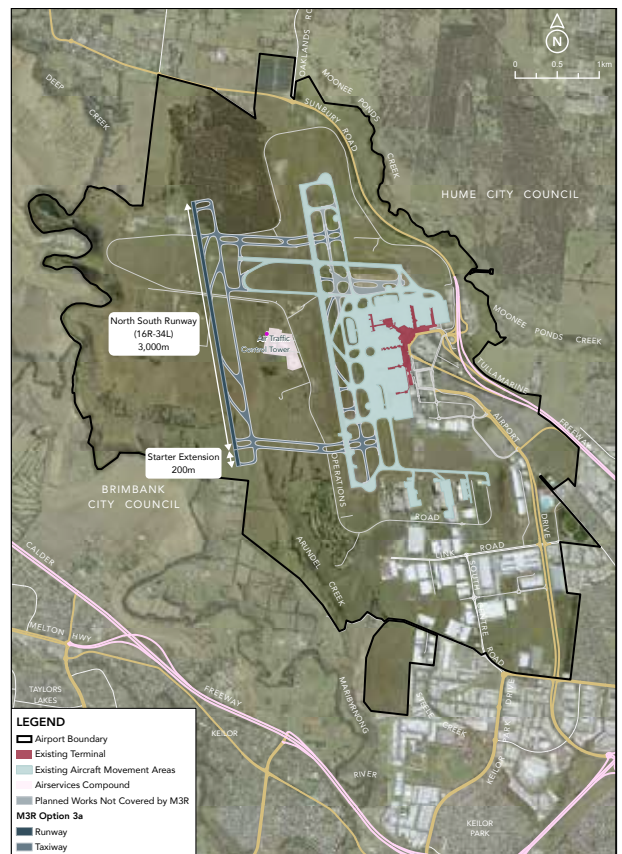 N
0 0.5 1km
OAKLANDS RO
DEEP
CREEK
MOONEE PONDS
CREEK
SUNBURY ROAD
HUME CITY COUNCIL
North South Runway
(16R-34L)
3,000m
Air Traffic
Control Tower
MOONEE PONDS CREEK
TULLAMARINE
FREEWAY
AIRPORT
DRIVE
Starter Extension
200m
BRIMBANK
CITY COUNCIL
OPERATIONS
ROAD
LINK ROAD
SOUTH CENTRE
ROAD
ARUNDEL
CREEK
CALDER
FREEWAY
MELTON HWY
TAYLORS
LAKES
KEILOR
MARIBYRNONG
RIVER
STEELE CREEK
KEILOR PARK DRIVE
KEILOR
PARK
LEGEND
Airport Boundary
Existing Terminal
Existing Aircraft Movement Areas
Airservices Compound
Planned Works Not Covered by M3R
M3R Option 3a
Runway
Taxiway